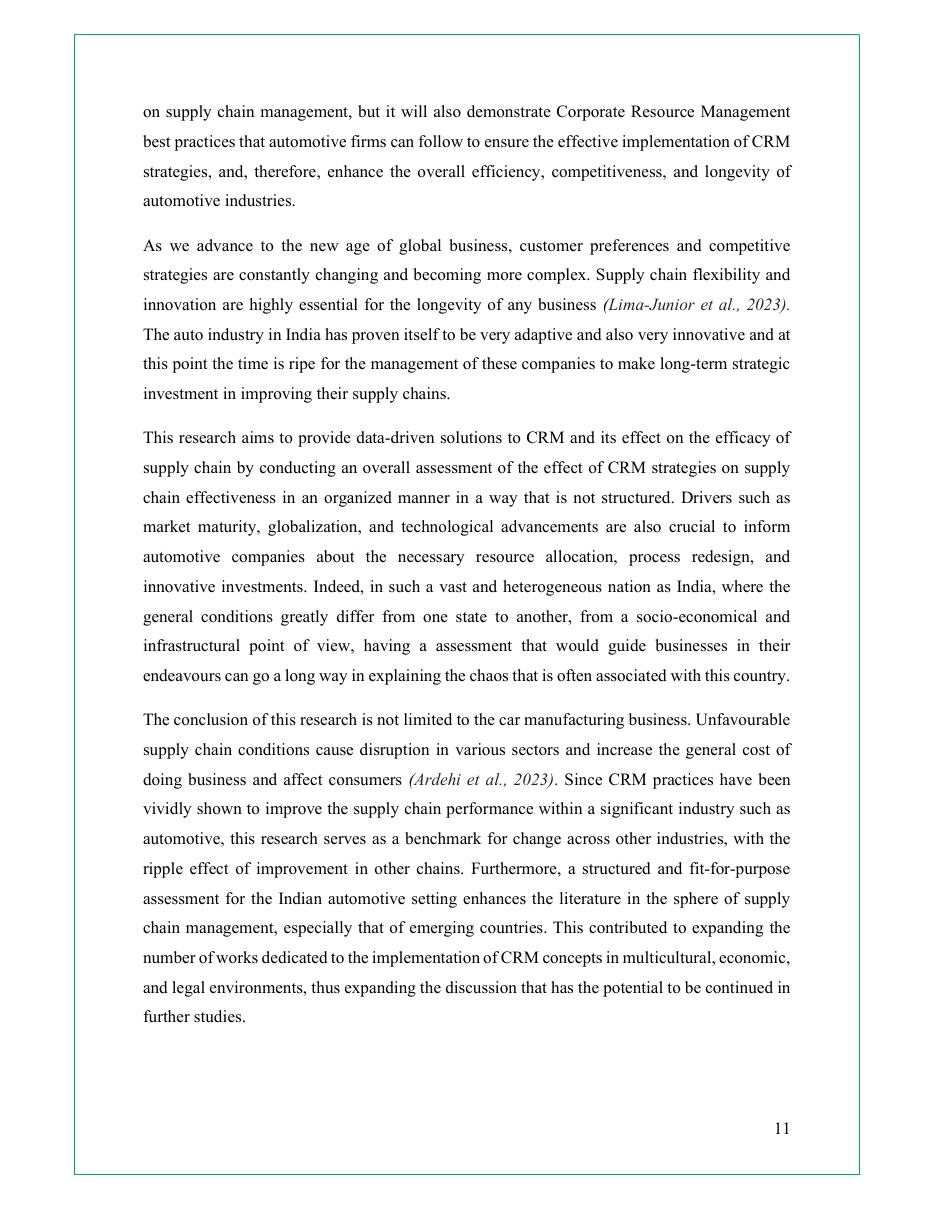 on supply chain management, but it will also demonstrate Corporate Resource Management
best practices that automotive firms can follow to ensure the effective implementation of CRM
strategies, and, therefore, enhance the overall efficiency, competitiveness, and longevity of
automotive industries.
As we advance to the new age of global business, customer preferences and competitive
strategies are constantly changing and becoming more complex. Supply chain flexibility and
innovation are highly essential for the longevity of any business (Lima-Junior et al., 2023).
The auto industry in India has proven itself to be very adaptive and also very innovative and at
this point the time is ripe for the management of these companies to make long-term strategic
investment in improving their supply chains.
This research aims to provide data-driven solutions to CRM and its effect on the efficacy of
supply chain by conducting an overall assessment of the effect of CRM strategies on supply
chain effectiveness in an organized manner in a way that is not structured. Drivers such as
market maturity, globalization, and technological advancements are also crucial to inform
automotive companies about the necessary resource allocation, process redesign, and
innovative investments. Indeed, in such a vast and heterogeneous nation as India, where the
general conditions greatly differ from one state to another, from a socio-economical and
infrastructural point of view, having a assessment that would guide businesses in their
endeavours can go a long way in explaining the chaos that is often associated with this country.
The conclusion of this research is not limited to the car manufacturing business. Unfavourable
supply chain conditions cause disruption in various sectors and increase the general cost of
doing business and affect consumers (Ardehi et al., 2023). Since CRM practices have been
vividly shown to improve the supply chain performance within a significant industry such as
automotive, this research serves as a benchmark for change across other industries, with the
ripple effect of improvement in other chains. Furthermore, a structured and fit-for-purpose
assessment for the Indian automotive setting enhances the literature in the sphere of supply
chain management, especially that of emerging countries. This contributed to expanding the
number of works dedicated to the implementation of CRM concepts in multicultural, economic,
and legal environments, thus expanding the discussion that has the potential to be continued in
further studies.
11